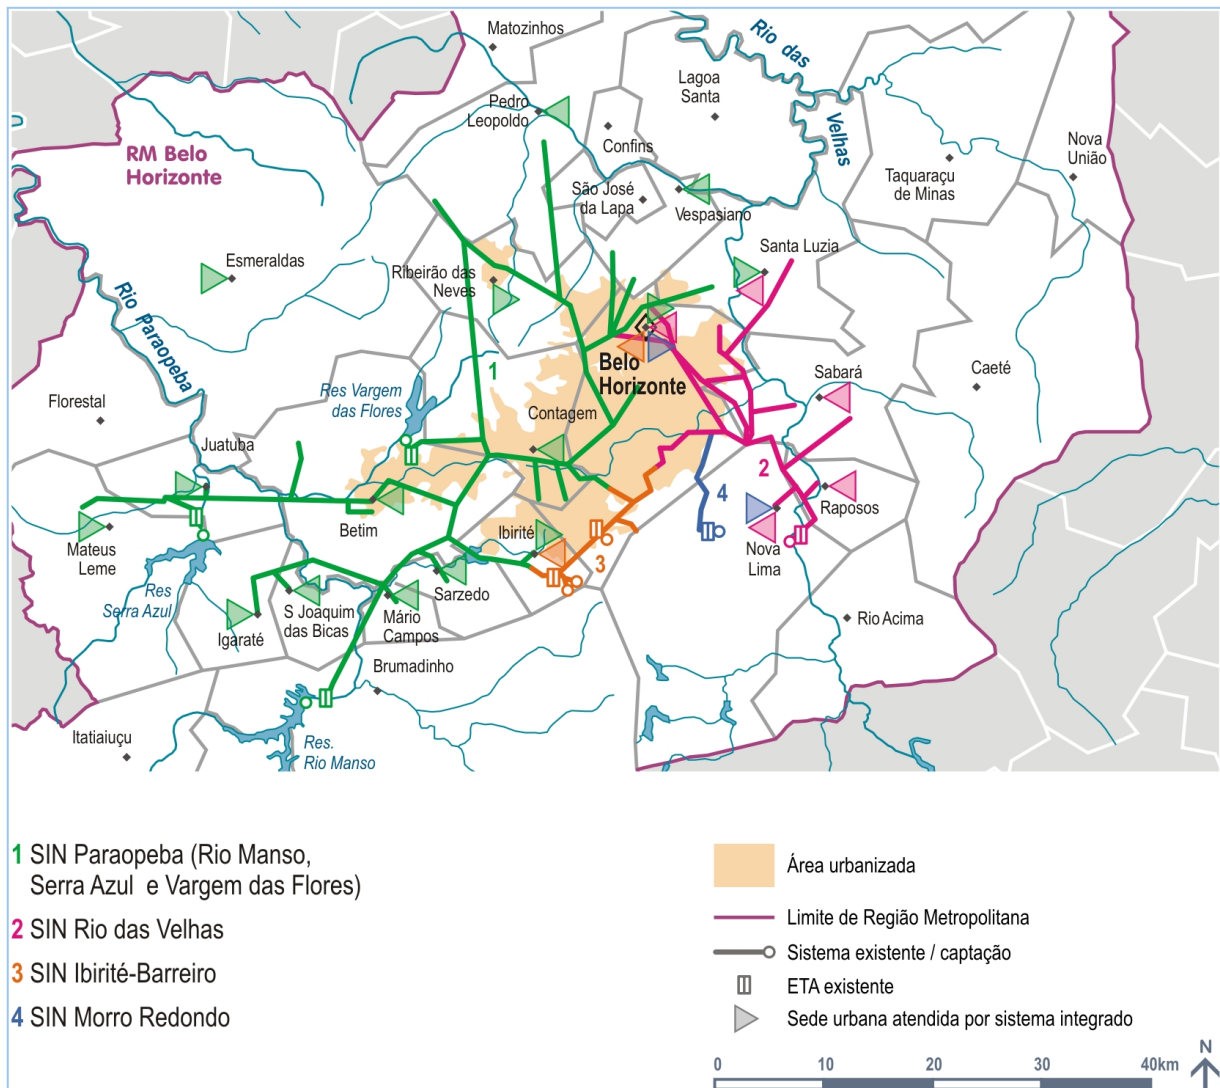 Matozinhos
Rio das
Velhas
Lagoa
Santa
Pedro
Leopoldo
Confins
Nova
União
RM Belo
Horizonte
Taquaraçu
de Minas
São José
da Lapa
Vespasiano
Santa Luzia
Esmeraldas
Ribeirão das
Neves
Rio Paraopeba
1
Belo
Horizonte
Res Vargem
das Flores
Sabará
Caeté
Florestal
Contagem
Juatuba
2
4
Raposos
Betim
Ibirité
Mateus
Leme
Nova
Lima
3
Res
Serra Azul
Sarzedo
S Joaquim
das Bicas
Mário
Campos
Igaraté
Rio Acima
Brumadinho
Itatiaiuçu
Res.
Rio Manso
1 SIN Paraopeba (Rio Manso,
Serra Azul e Vargem das Flores)
2 SIN Rio das Velhas
3 SIN Ibirité-Barreiro
4 SIN Morro Redondo
Área urbanizada
Limite de Região Metropolitana
Sistema existente / captação
ETA existente
Sede urbana atendida por sistema integrado
0 10 20 30 40km
N